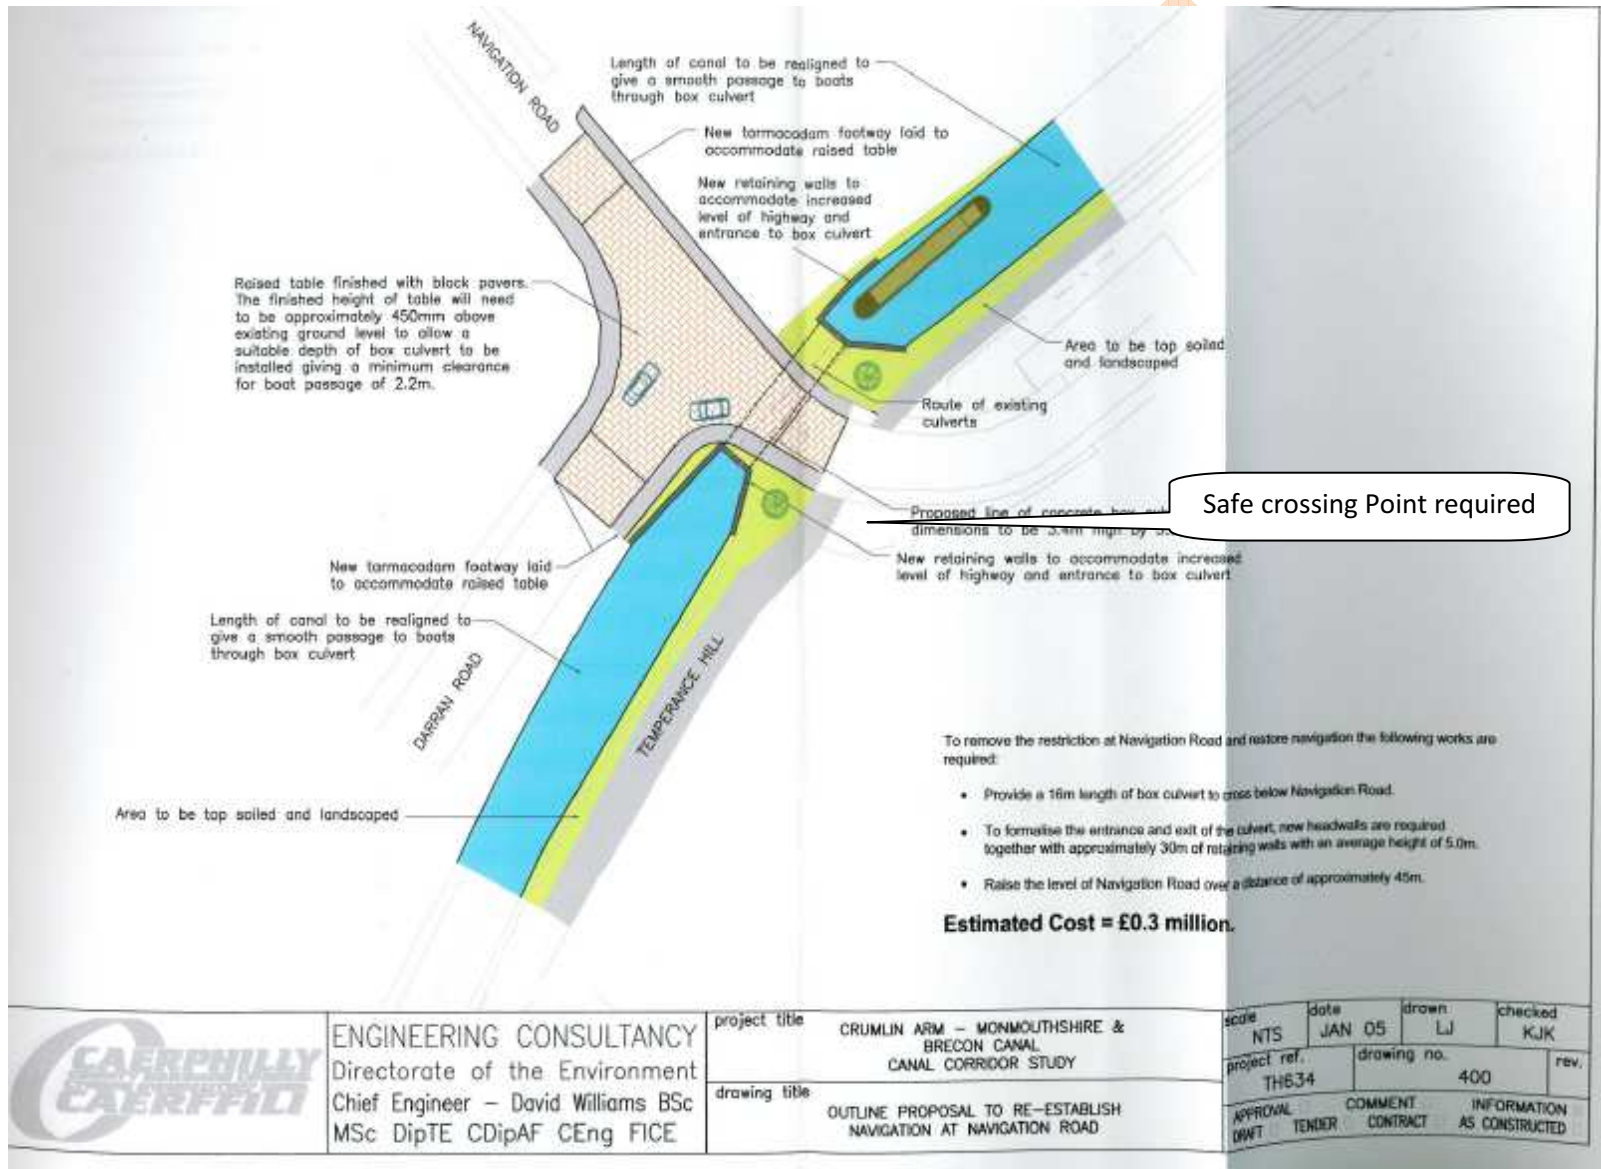 NAVIGATION ROAD
Length of canal to be realigned to
give a smooth passage to boats
through box culvert
New tarmacadam footway laid to
accommodate raised table
New retaining walls to
accommodate increased
level of highway and
entrance to box culvert
Raised table finished with block pavers.
The finished height of table will need
to be approximately 450mm above
existing ground level to allow a
suitable depth of box culvert to be
installed giving a minimum clearance
for boat passage of 2.2m.
Area to be top soiled
and landscaped
Route of existing
culverts
Safe crossing Point required
Proposed line of concrete box
dimensions to be 3.4m high by
New retaining walls to accommodate increased
level of highway and entrance to box culvert
New tarmacadam footway laid
to accommodate raised table
Length of canal to be realigned to
give a smooth passage to boats
through box culvert
DARRAN ROAD
TEMPERANCE HILL
Area to be top soiled and landscaped
To remove the restriction at Navigation Road and restore navigation the following works are
required:
• Provide a 16m length of box culvert to cross below Navigation Road.
• To formalise the entrance and exit of the culvert, new headwalls are required
together with approximately 30m of retaining walls with an average height of 5.0m.
• Raise the level of Navigation Road over a distance of approximately 45m.
Estimated Cost = £0.3 million.
CAERPHILLY
CAERFFILI
ENGINEERING CONSULTANCY
Directorate of the Environment
Chief Engineer – David Williams BSc
MSc DipTE CDipAF CEng FICE
project title
CRUMLIN ARM – MONMOUTHSHIRE &
BRECON CANAL
CANAL CORRIDOR STUDY
drawing title
OUTLINE PROPOSAL TO RE-ESTABLISH
NAVIGATION AT NAVIGATION ROAD
scale
NTS
date
JAN 05
drawn
LJ
checked
KJK
project ref.
TH634
drawing no.
400
rev.
APPROVAL COMMENT INFORMATION
DRAFT TENDER CONTRACT AS CONSTRUCTED